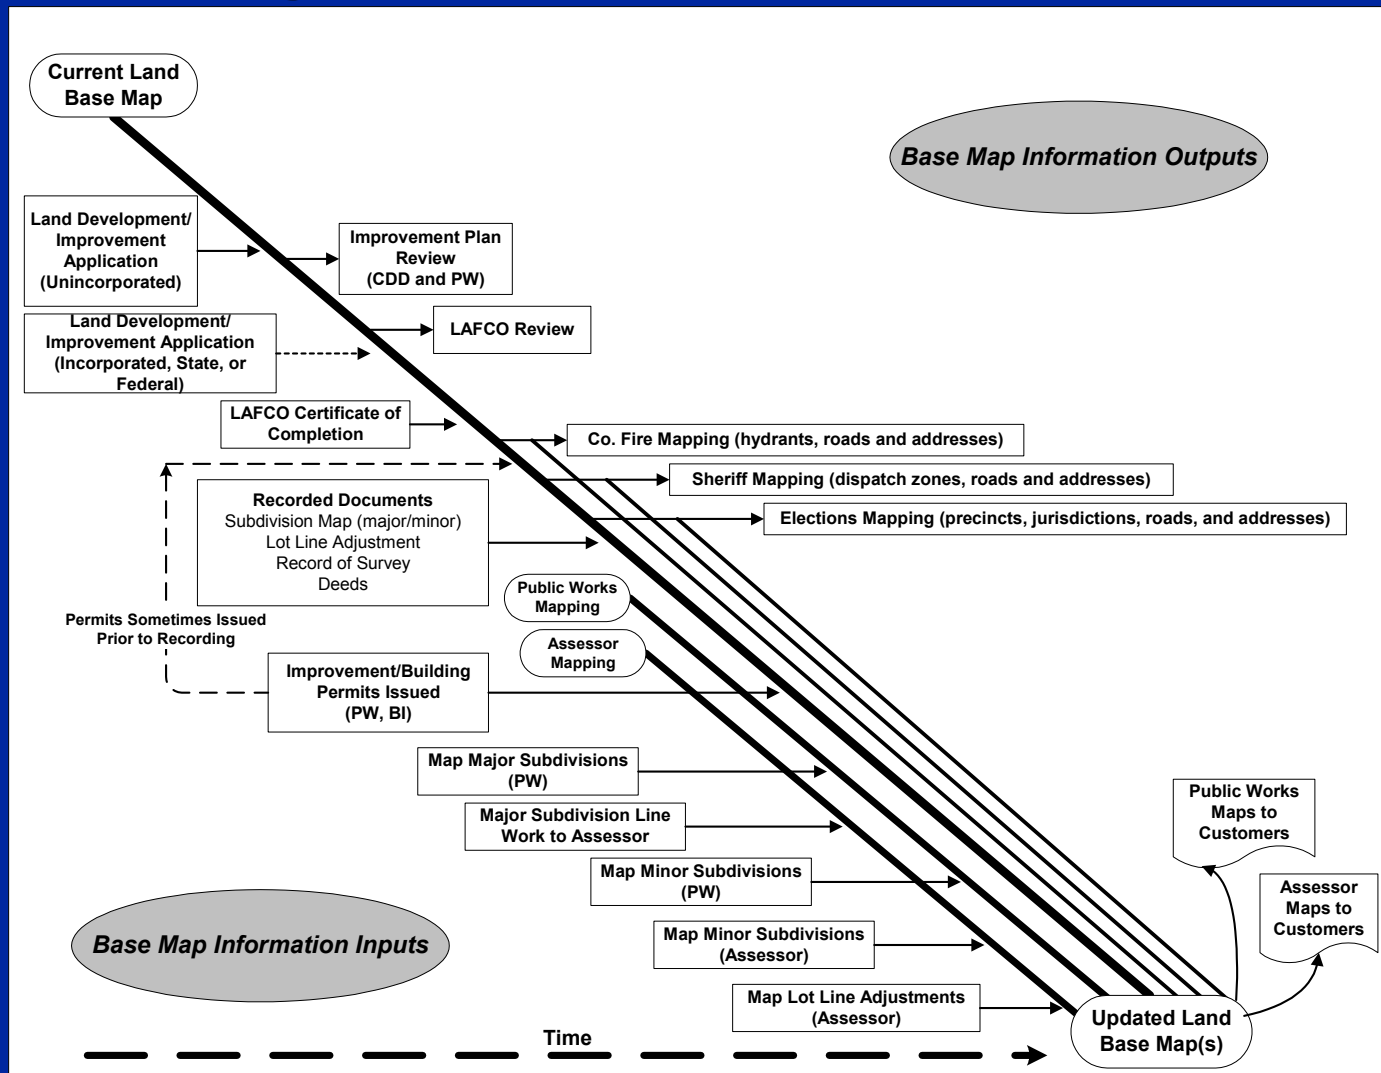 Current Land
Base Map
Base Map Information Outputs
Land Development/
Improvement
Application
(Unincorporated)
Improvement Plan
Review
(CDD and PW)
LAFCO Review
Land Development/
Improvement Application
(Incorporated, State, or
Federal)
LAFCO Certificate of
Completion
Co. Fire Mapping (hydrants, roads and addresses)
Sheriff Mapping (dispatch zones, roads and addresses)
Elections Mapping (precincts, jurisdictions, roads, and addresses)
Recorded Documents
Subdivision Map (major/minor)
Lot Line Adjustment
Record of Survey
Deeds
Public Works
Mapping
Assessor
Mapping
Permits Sometimes Issued
Prior to Recording
Improvement/Building
Permits Issued
(PW, BI)
Map Major Subdivisions
(PW)
Major Subdivision Line
Work to Assessor
Map Minor Subdivisions
(PW)
Map Minor Subdivisions
(Assessor)
Map Lot Line Adjustments
(Assessor)
Public Works
Maps to
Customers
Assessor
Maps to
Customers
Base Map Information Inputs
Time
Updated Land
Base Map(s)